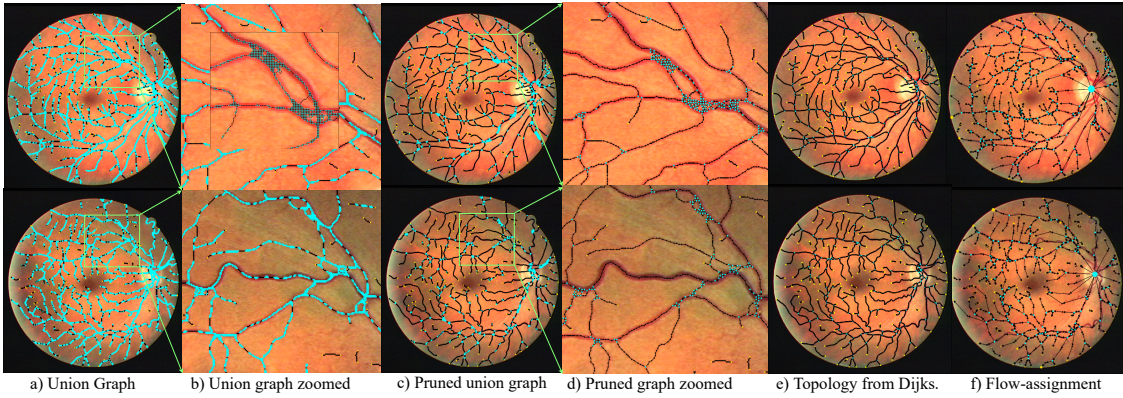 a) Union Graph
b) Union graph zoomed
c) Pruned union graph
d) Pruned graph zoomed
e) Topology from Dijks.
f) Flow-assignment